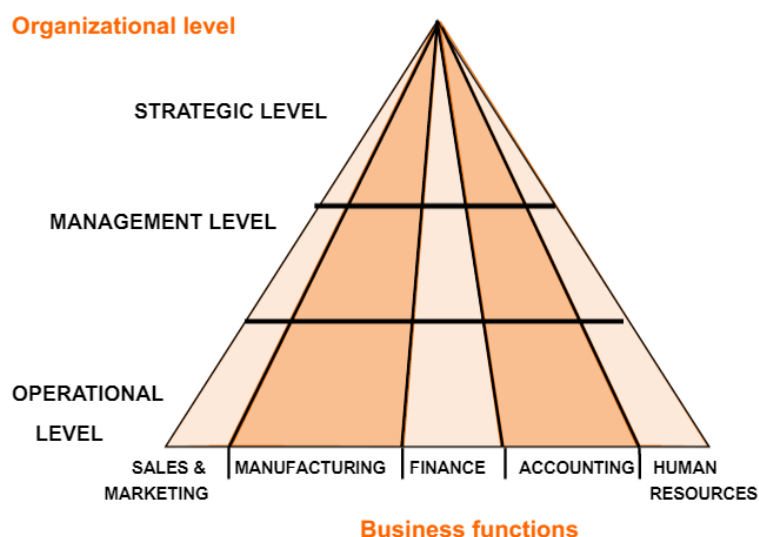 Organizational level
STRATEGIC LEVEL
MANAGEMENT LEVEL
OPERATIONAL
LEVEL
SALES & MANUFACTURING FINANCE ACCOUNTING HUMAN
MARKETING RESOURCES
Business functions